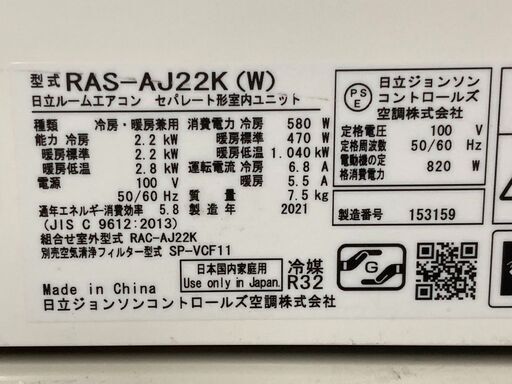 型式 RAS-AJ22K (W)
日立ルームエアコン セパレート形室内ユニット
種類 冷房・暖房兼用
能力 冷房 2.2 kW
暖房標準 2.2 kW
暖房低温 2.8 kW
電源 100 V
50/60 Hz
通年エネルギー消費効率 5.8
(JIS C 9612:2013)
組合せ室外型式 RAC-AJ22K
別売空気清浄フィルター型式 SP-VCF11
消費電力 冷房 580 W
暖房標準 470 W
暖房低温 1.040 kW
運転電流 冷房 6.8 A
暖房 5.5 A
質量 7.5 kg
製造年 2021
日本国内家庭用
Use only in Japan.
冷媒
R32
Made in China
日立ジョンソンコントロールズ空調株式会社
PS
E
日立ジョンソン
コントロールズ
空調株式会社
定格電圧 100 V
定格周波数 50/60 Hz
電動機の定
格消費電力 820 W
製造番号 153159
G